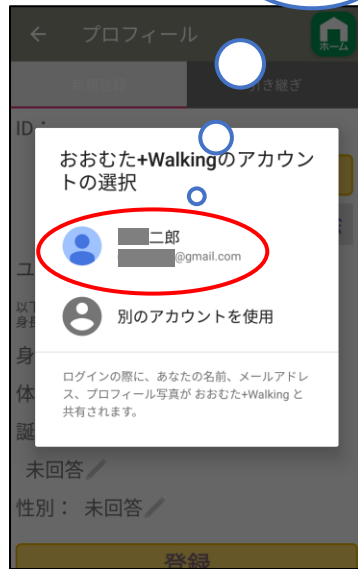 プロフィール
ホーム
新規登録
引き継ぎ
ID：
おおむた+Walkingのアカウン
トの選択
二郎
@gmail.com
別のアカウントを使用
ログインの際に、あなたの名前、メールアドレ
ス、プロフィール写真が おおむた+Walking と
共有されます。
ユ
以下
身長
身
体
誕
未回答
性別： 未回答
登録